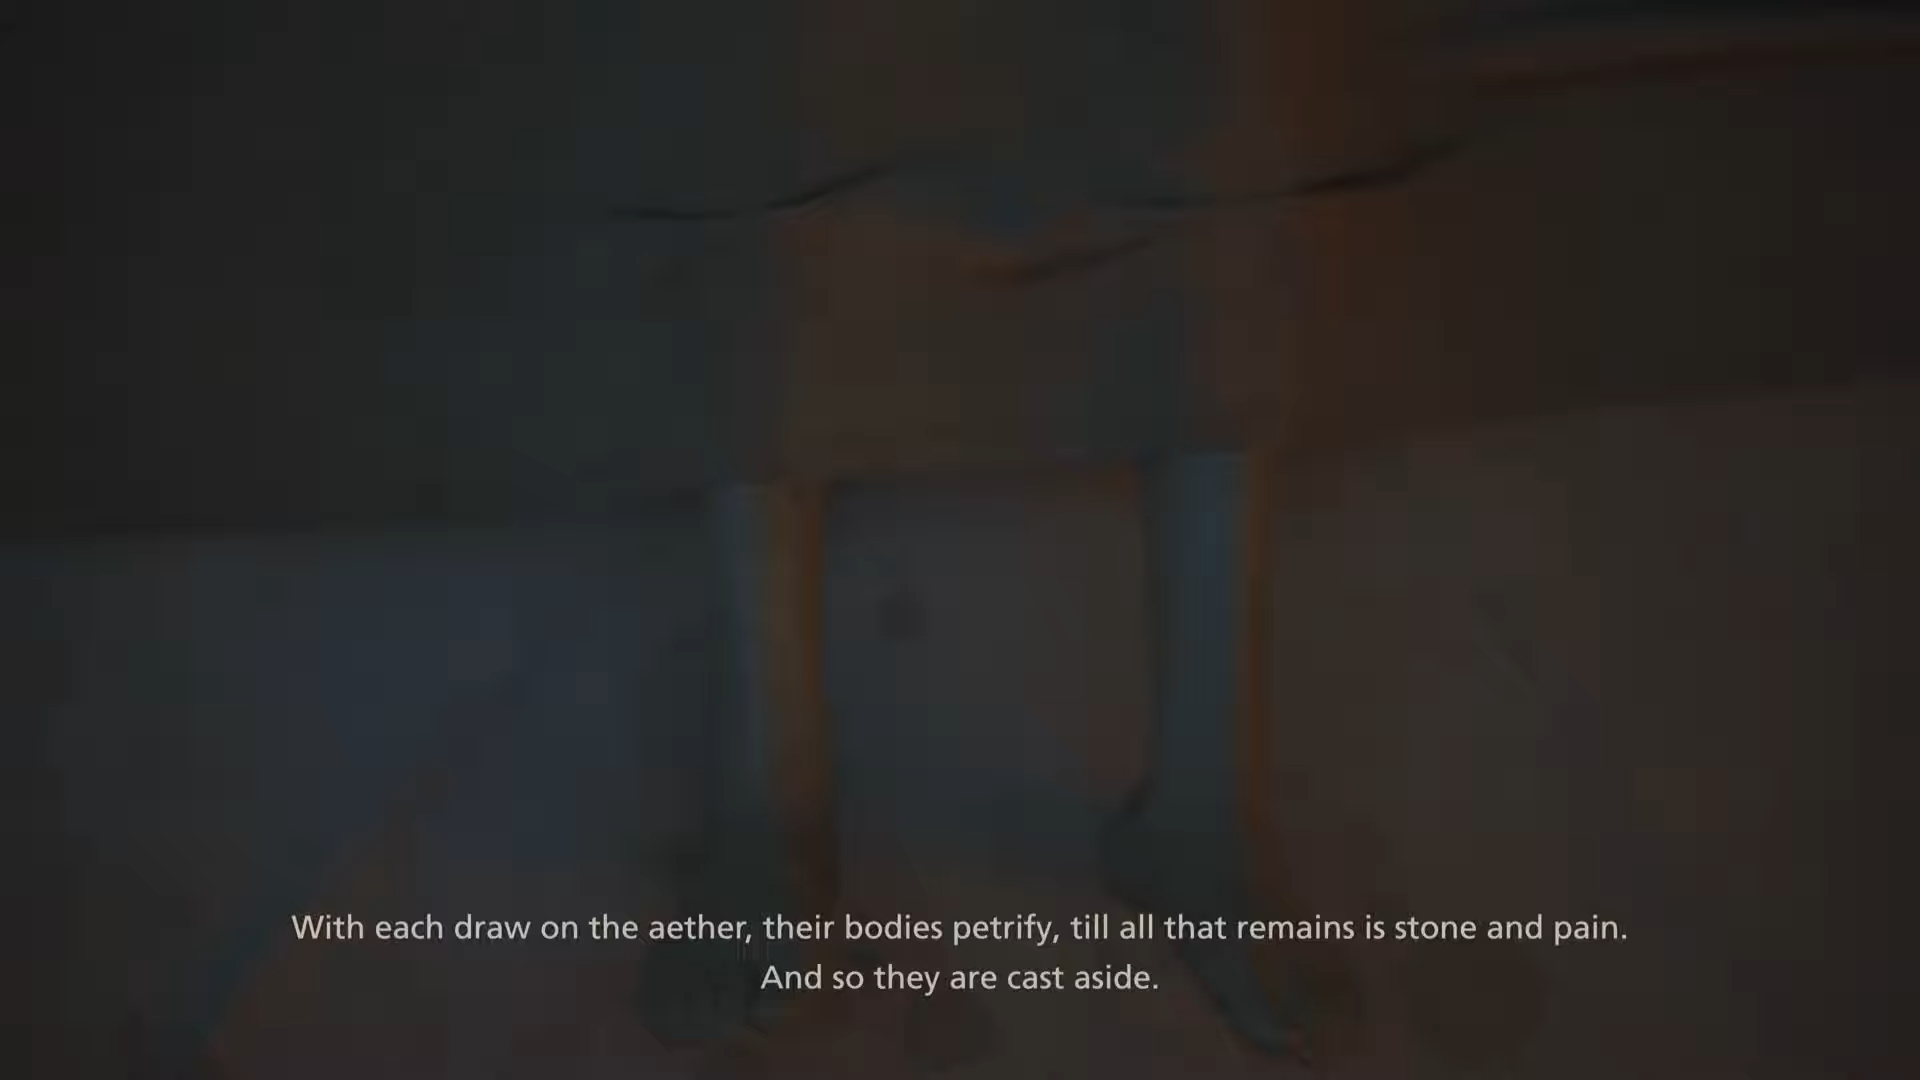 With each draw on the aether, their bodies petrify, till all that remains is stone and pain.
And so they are cast aside.